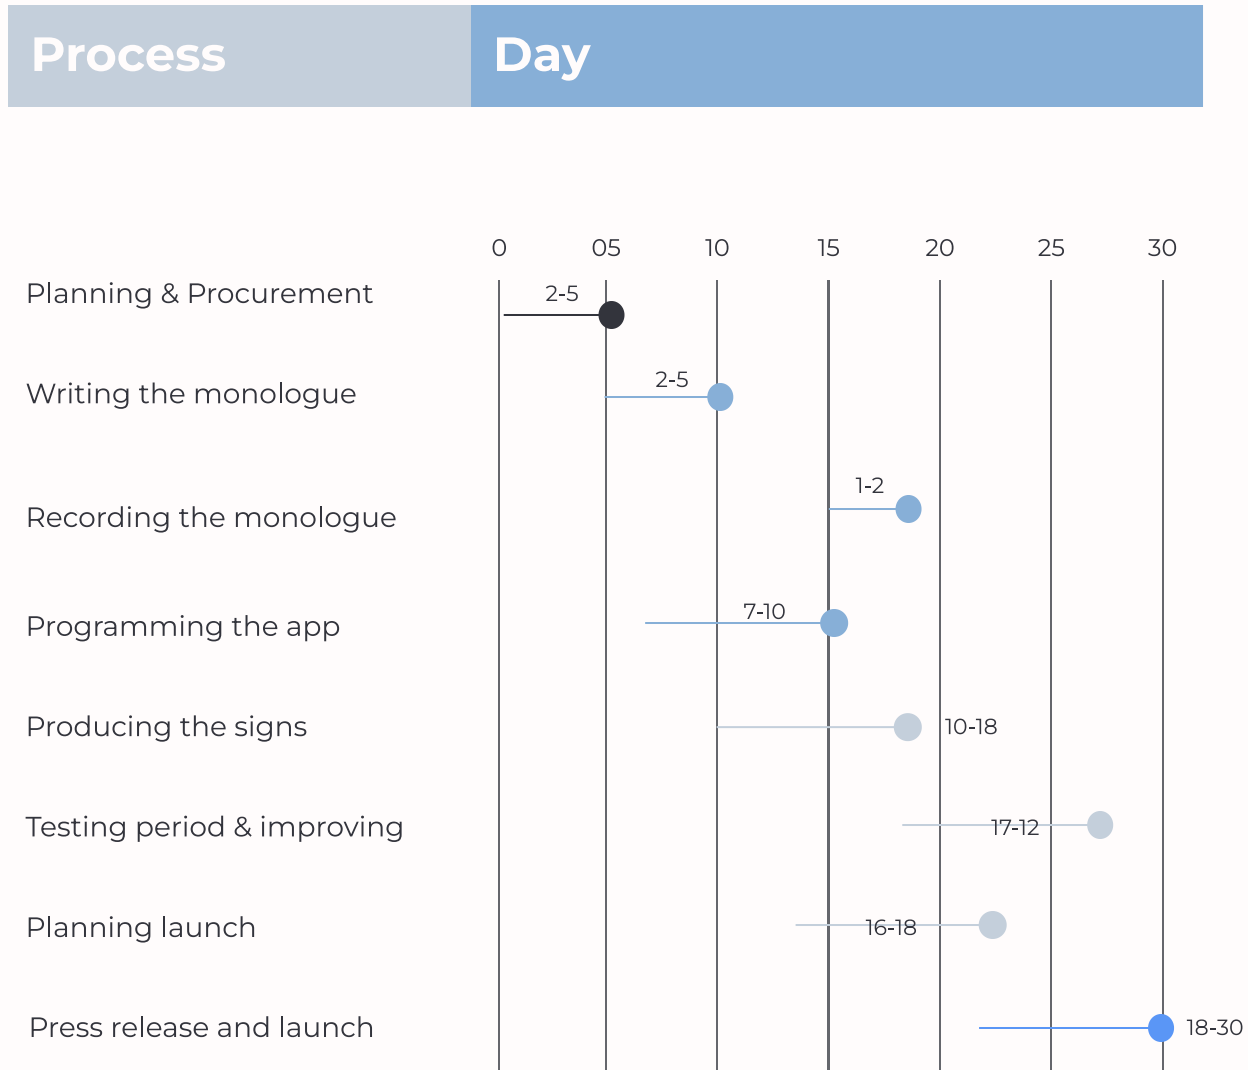 Process Day
0 05 10 15 20 25 30
Planning & Procurement 2-5
Writing the monologue 2-5
Recording the monologue 1-2
Programming the app 7-10
Producing the signs 10-18
Testing period & improving 17-12
Planning launch 16-18
Press release and launch 18-30